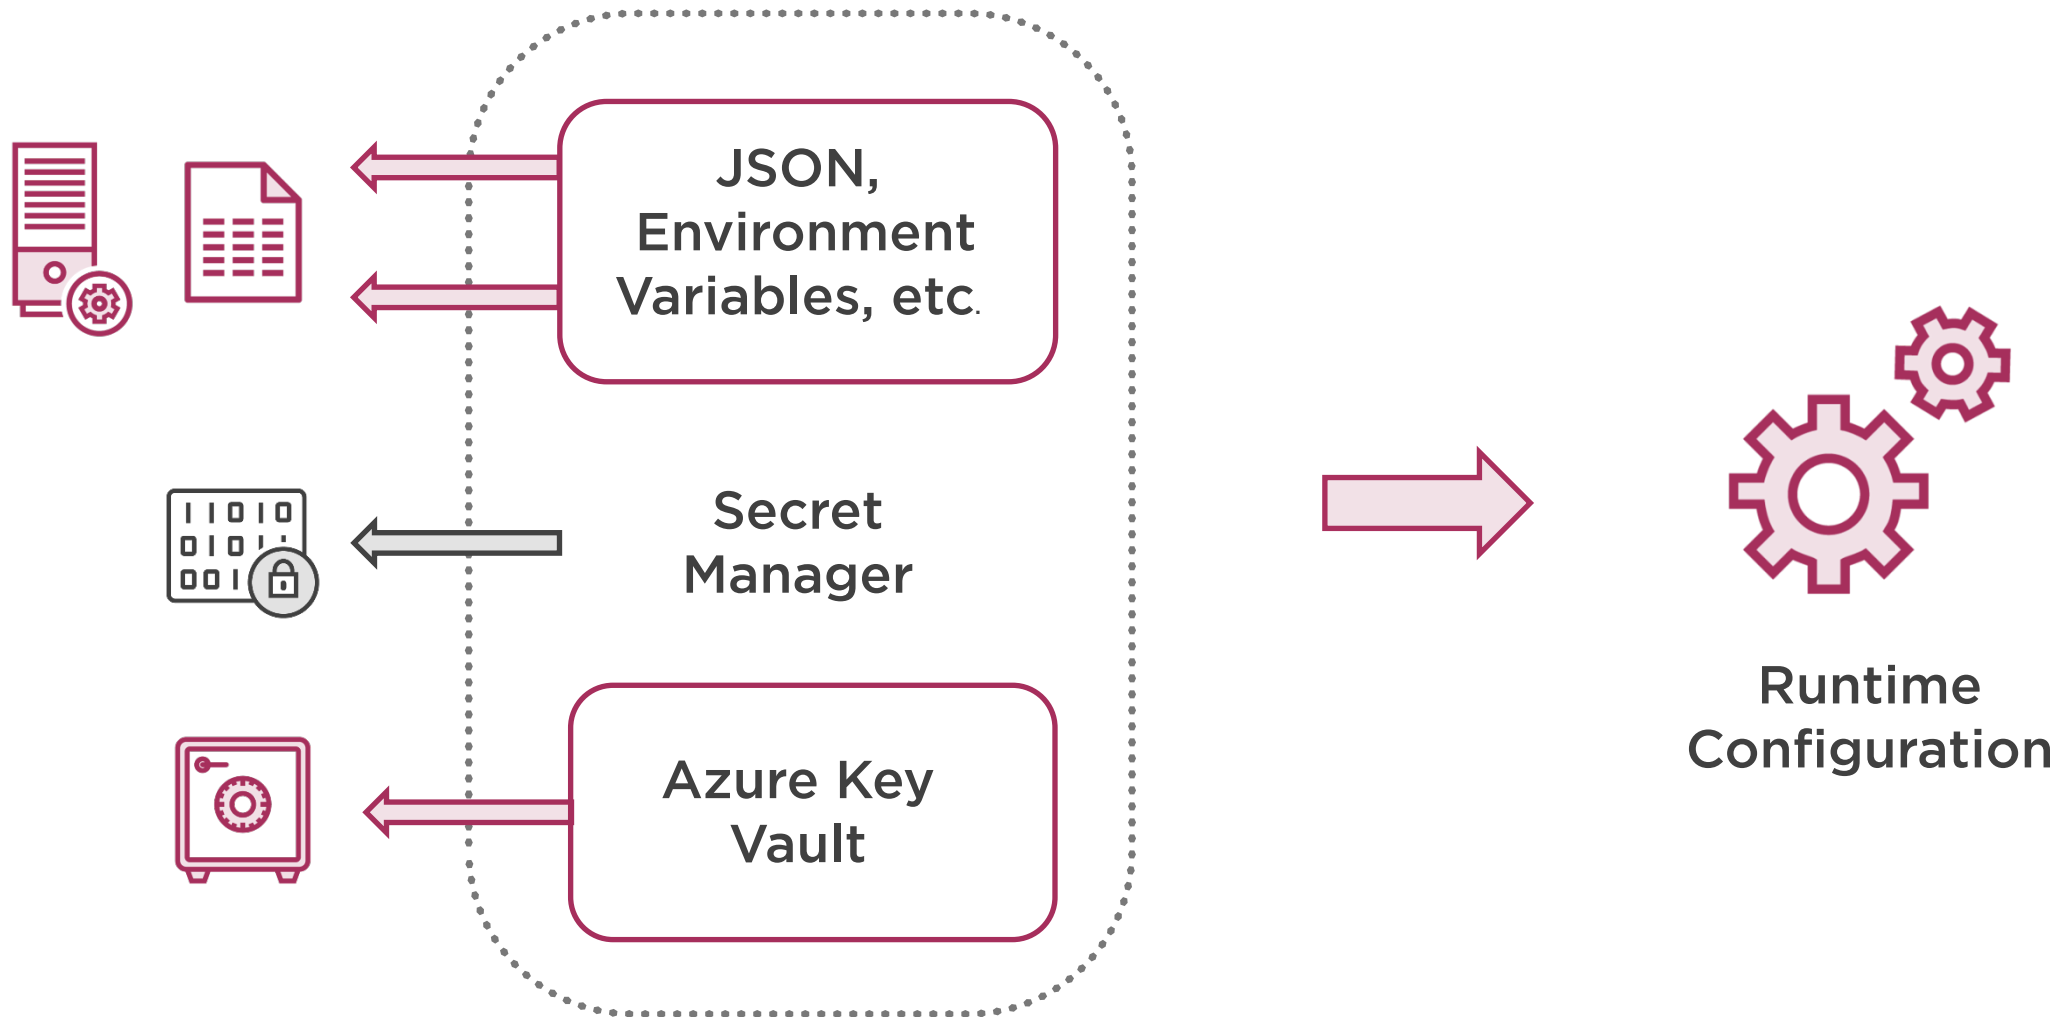 JSON,
Environment
Variables, etc.
Secret
Manager
Azure Key
Vault
Runtime
Configuration